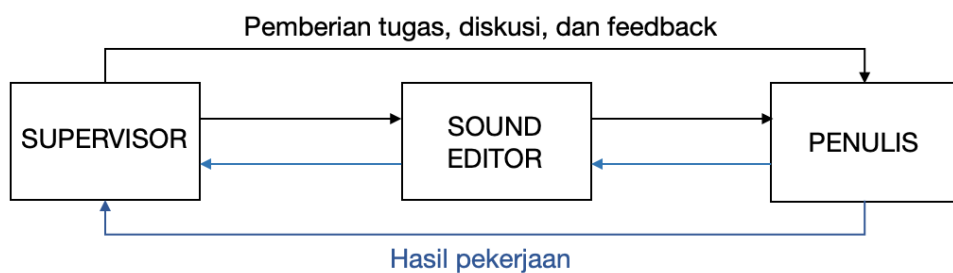 Pemberian tugas, diskusi, dan feedback
SUPERVISOR
SOUND
EDITOR
PENULIS
Hasil pekerjaan